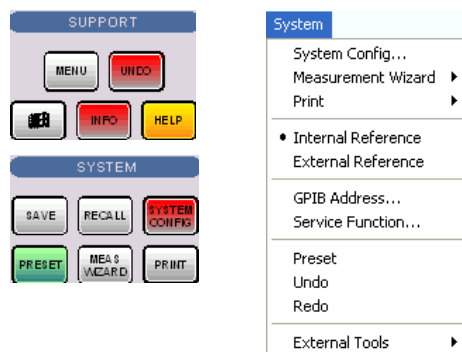 SUPPORT
MENU
UNDO
INFO
HELP
SYSTEM
SAVE
RECALL
SYSTEM
CONFIG
PRESET
MEAS
WIZARD
PRINT
System
System Config...
Measurement Wizard
Print
Internal Reference
External Reference
GPIB Address...
Service Function...
Preset
Undo
Redo
External Tools